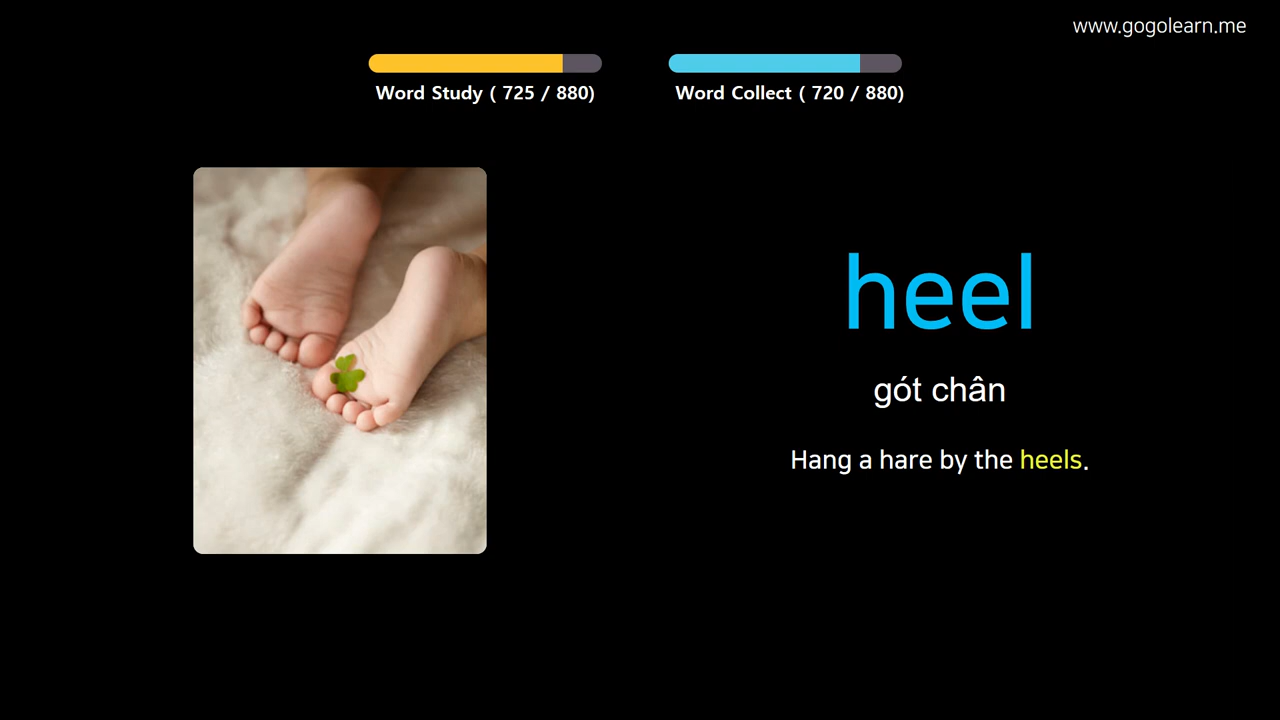 www.gogolearn.me
Word Study ( 725 / 880)
Word Collect ( 720 / 880)
heel
gót chân
Hang a hare by the heels.